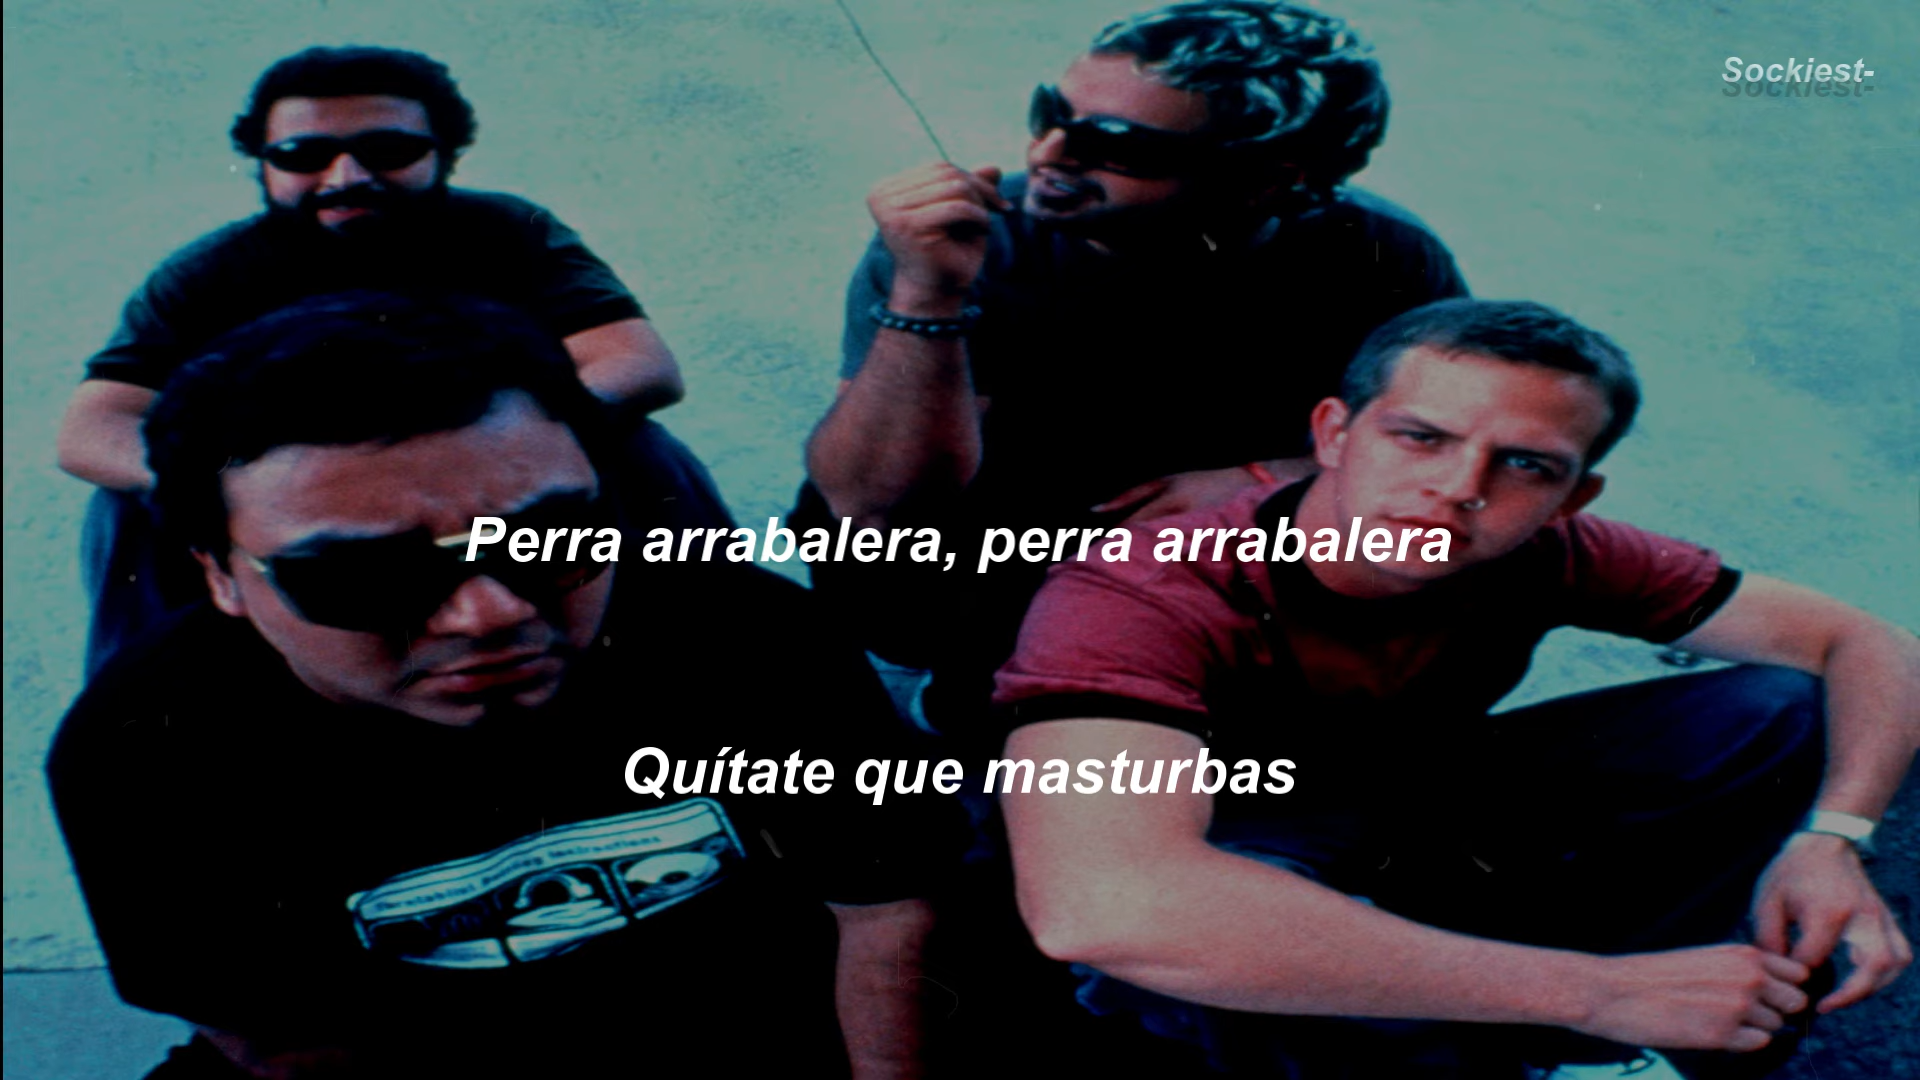 Sockiest-
Perra arrabalera, perra arrabalera
Quítate que masturbas